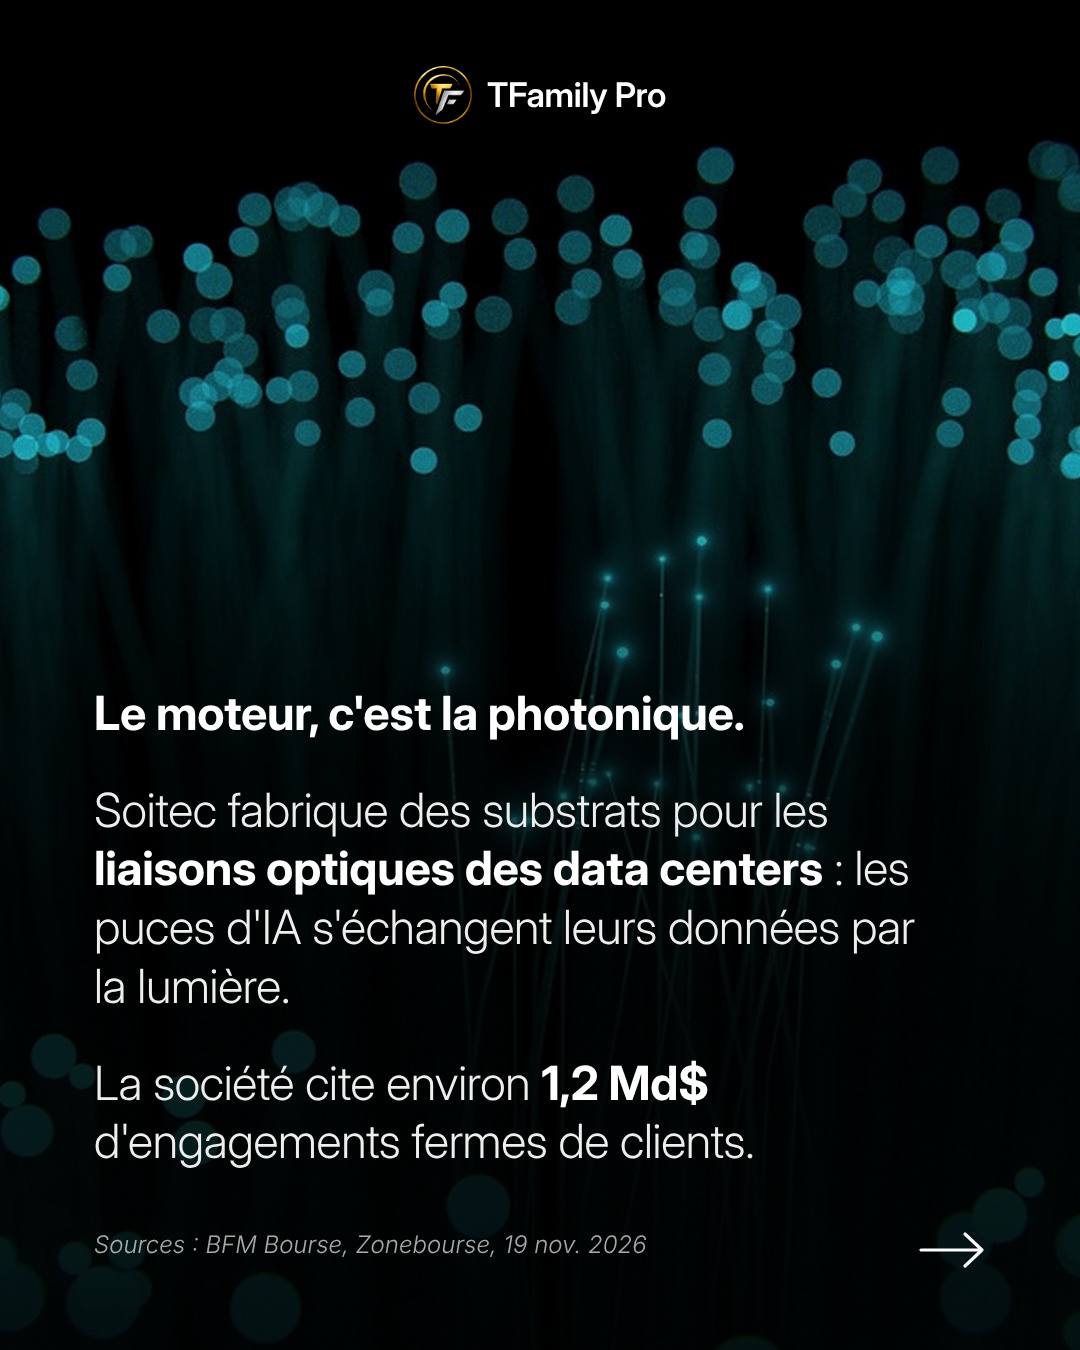 TFamily Pro
Le moteur, c'est la photonique.
Soitec fabrique des substrats pour les
liaisons optiques des data centers : les
puces d'IA s'échangent leurs données par
la lumière.
La société cite environ 1,2 Md$
d'engagements fermes de clients.
Sources : BFM Bourse, Zonebourse, 19 nov. 2026